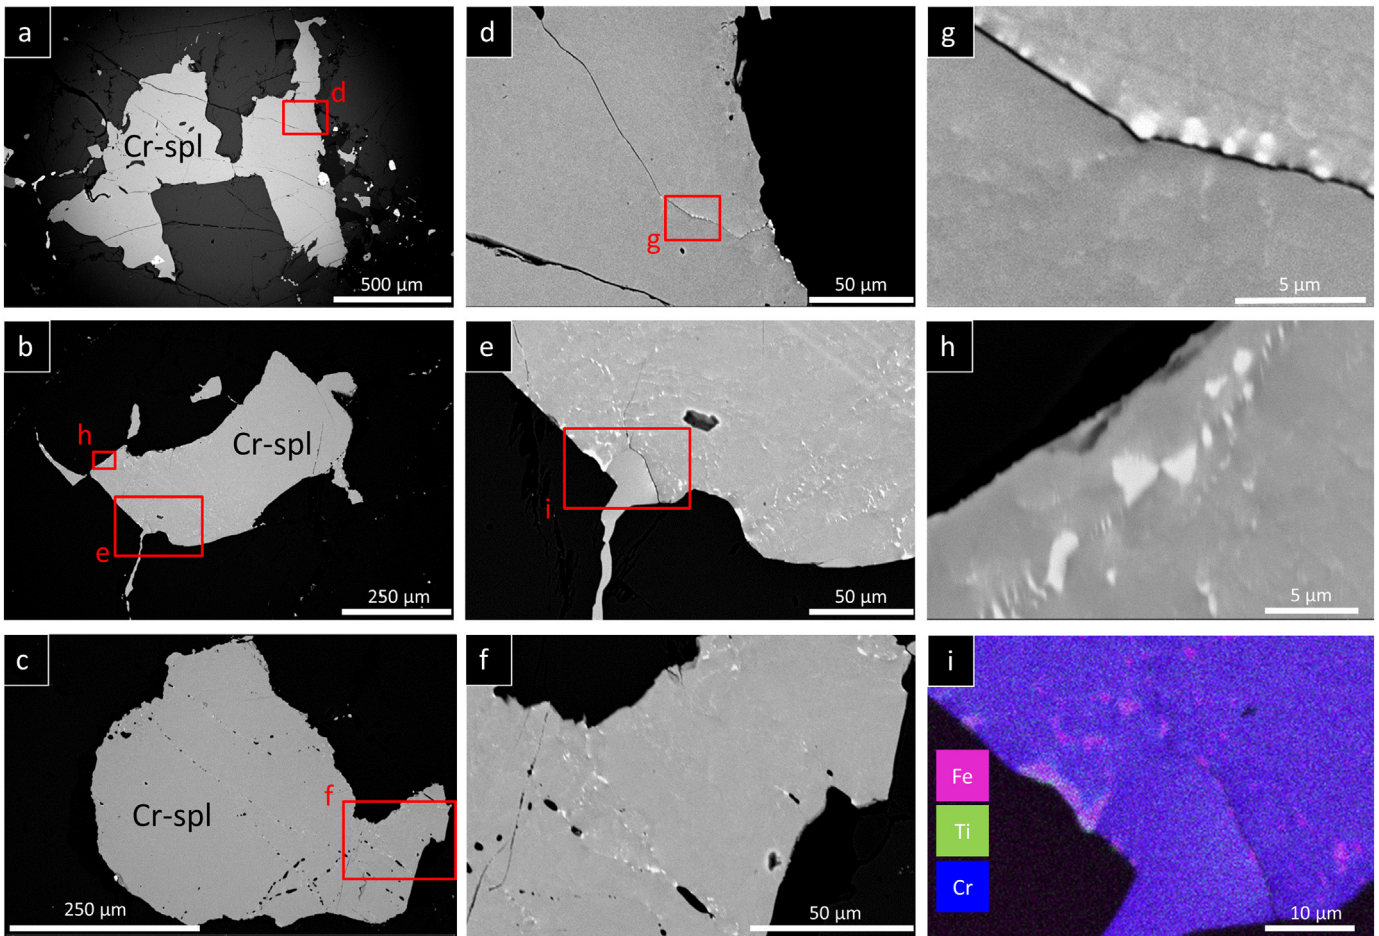 a
d
Cr-spl
500 µm
d
g
50 µm
g
5 µm
b
h
Cr-spl
e
250 µm
e
i
50 µm
h
5 µm
c
f
Cr-spl
250 µm
f
50 µm
i
Fe
Ti
Cr
10 µm